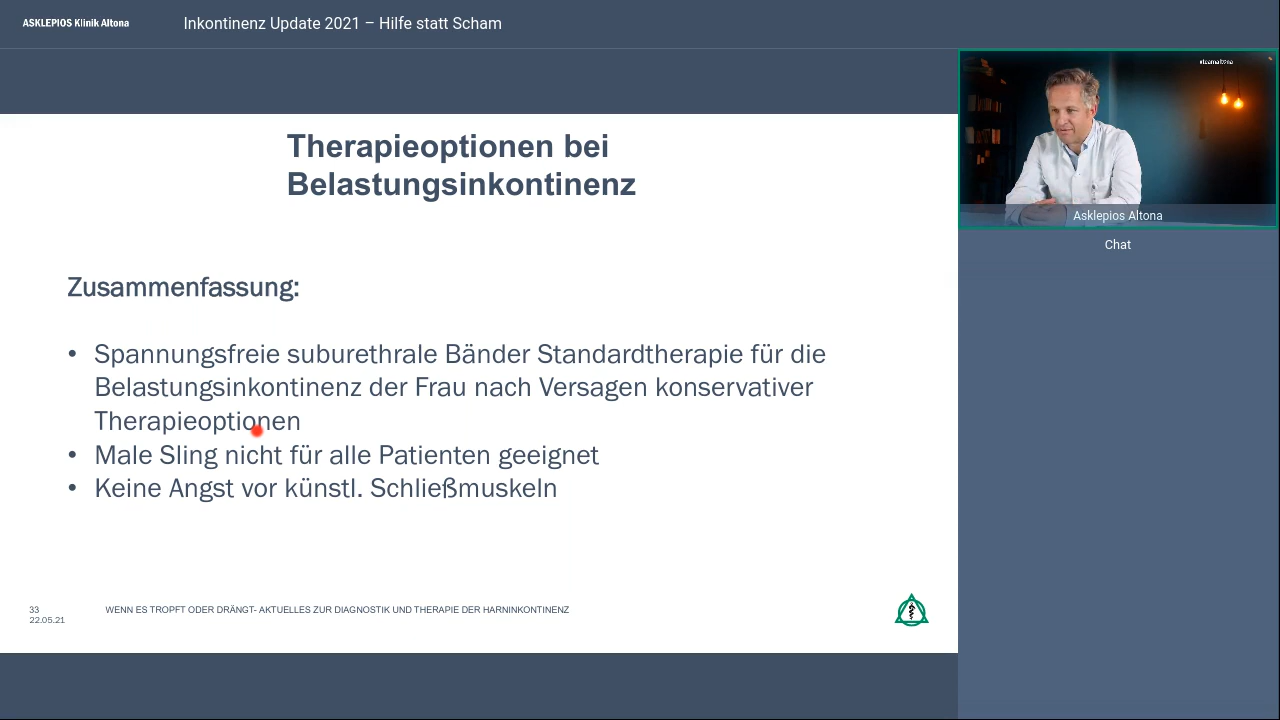 ASKLEPIOS Klinik Altona
Inkontinenz Update 2021 – Hilfe statt Scham
#teamaltona
Asklepios Altona
Chat
Therapieoptionen bei
Belastungsinkontinenz
Zusammenfassung:
• Spannungsfreie suburethrale Bänder Standardtherapie für die
Belastungsinkontinenz der Frau nach Versagen konservativer
Therapieoptionen
• Male Sling nicht für alle Patienten geeignet
• Keine Angst vor künstl. Schließmuskeln
33
22.05.21
WENN ES TROPFT ODER DRÄNGT- AKTUELLES ZUR DIAGNOSTIK UND THERAPIE DER HARNINKONTINENZ